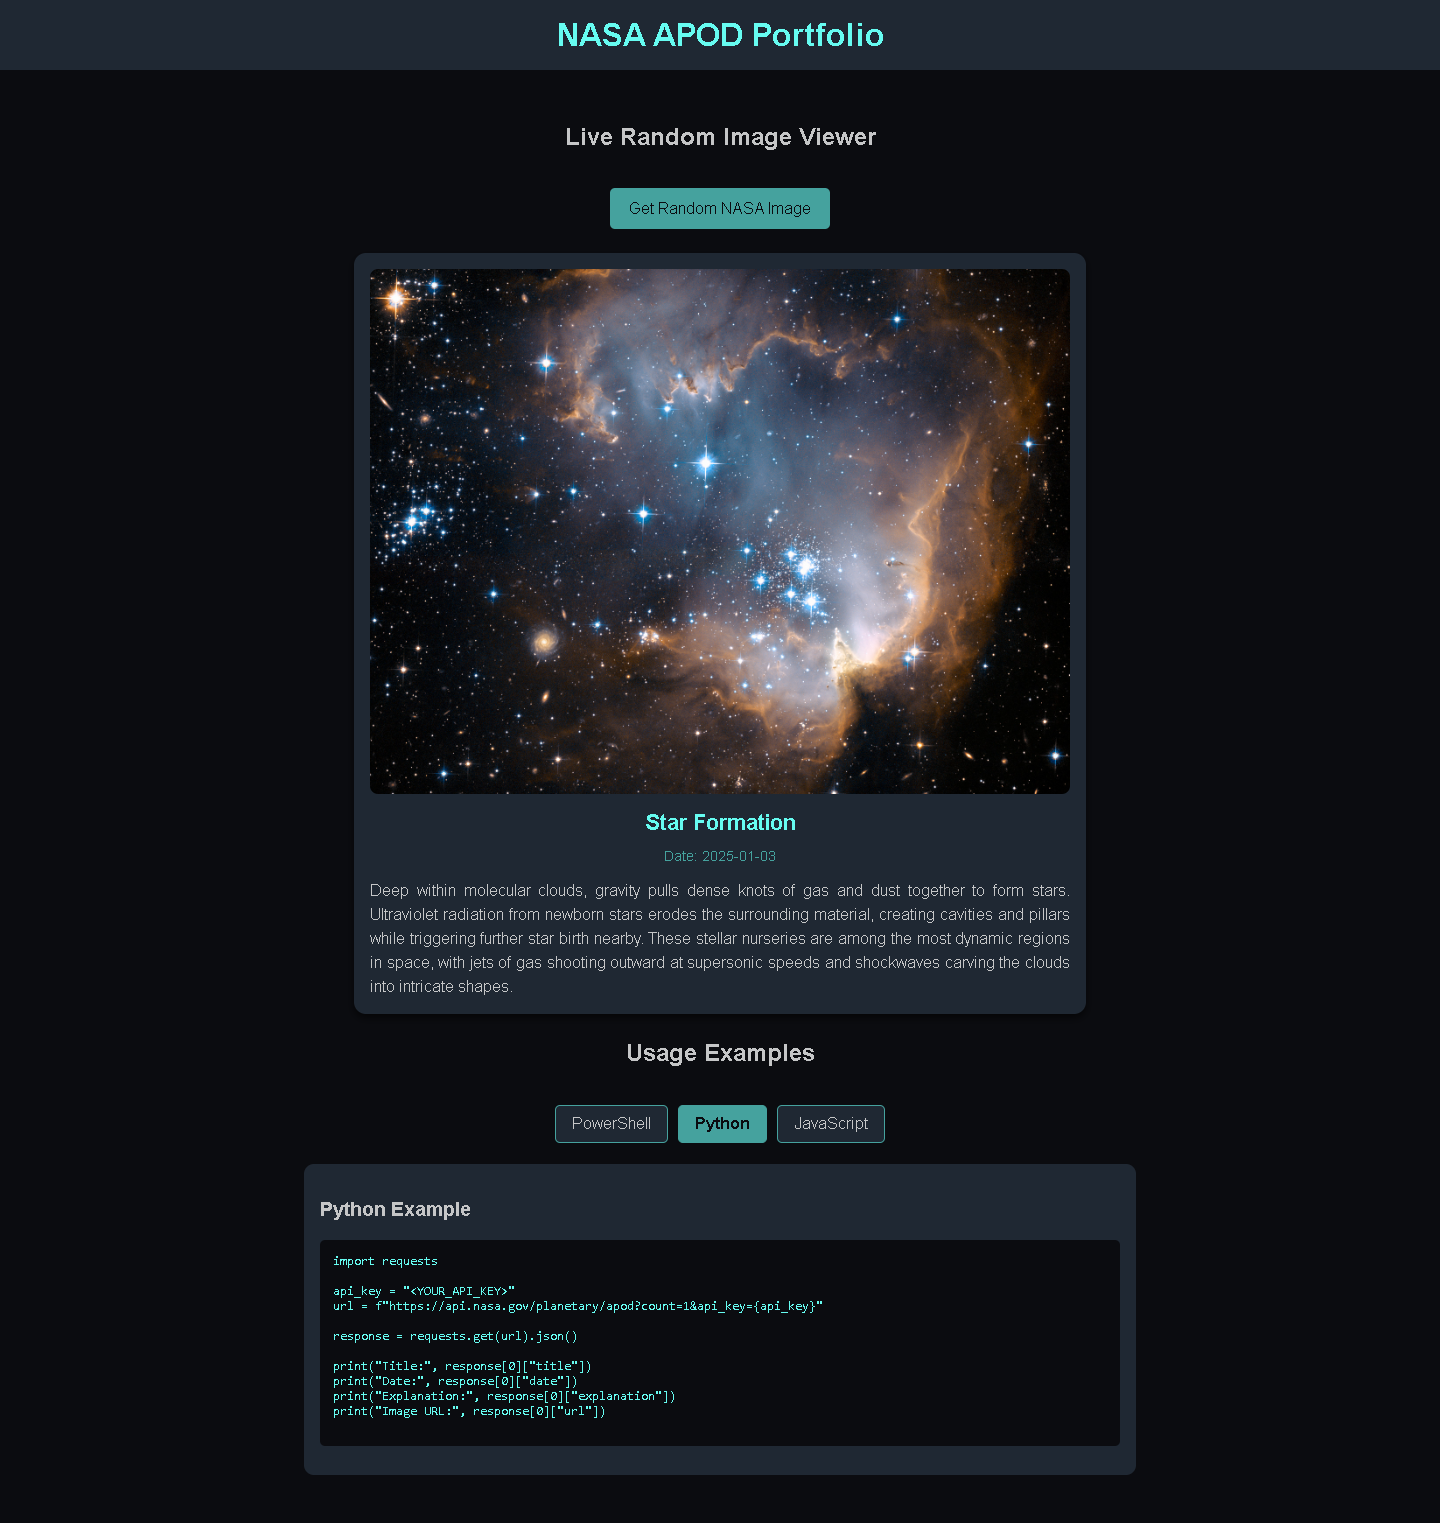 NASA APOD Portfolio
Live Random Image Viewer
Get Random NASA Image
Star Formation
Date: 2025-01-03
Deep within molecular clouds, gravity pulls dense knots of gas and dust together to form stars.
Ultraviolet radiation from newborn stars erodes the surrounding material, creating cavities and pillars
while triggering further star birth nearby. These stellar nurseries are among the most dynamic regions
in space, with jets of gas shooting outward at supersonic speeds and shockwaves carving the clouds
into intricate shapes.
Usage Examples
PowerShell Python JavaScript
Python Example
import requests
api_key = "<YOUR_API_KEY>"
url = f"https://api.nasa.gov/planetary/apod?count=1&api_key={api_key}"
response = requests.get(url).json()
print("Title:", response[0]["title"])
print("Date:", response[0]["date"])
print("Explanation:", response[0]["explanation"])
print("Image URL:", response[0]["url"])